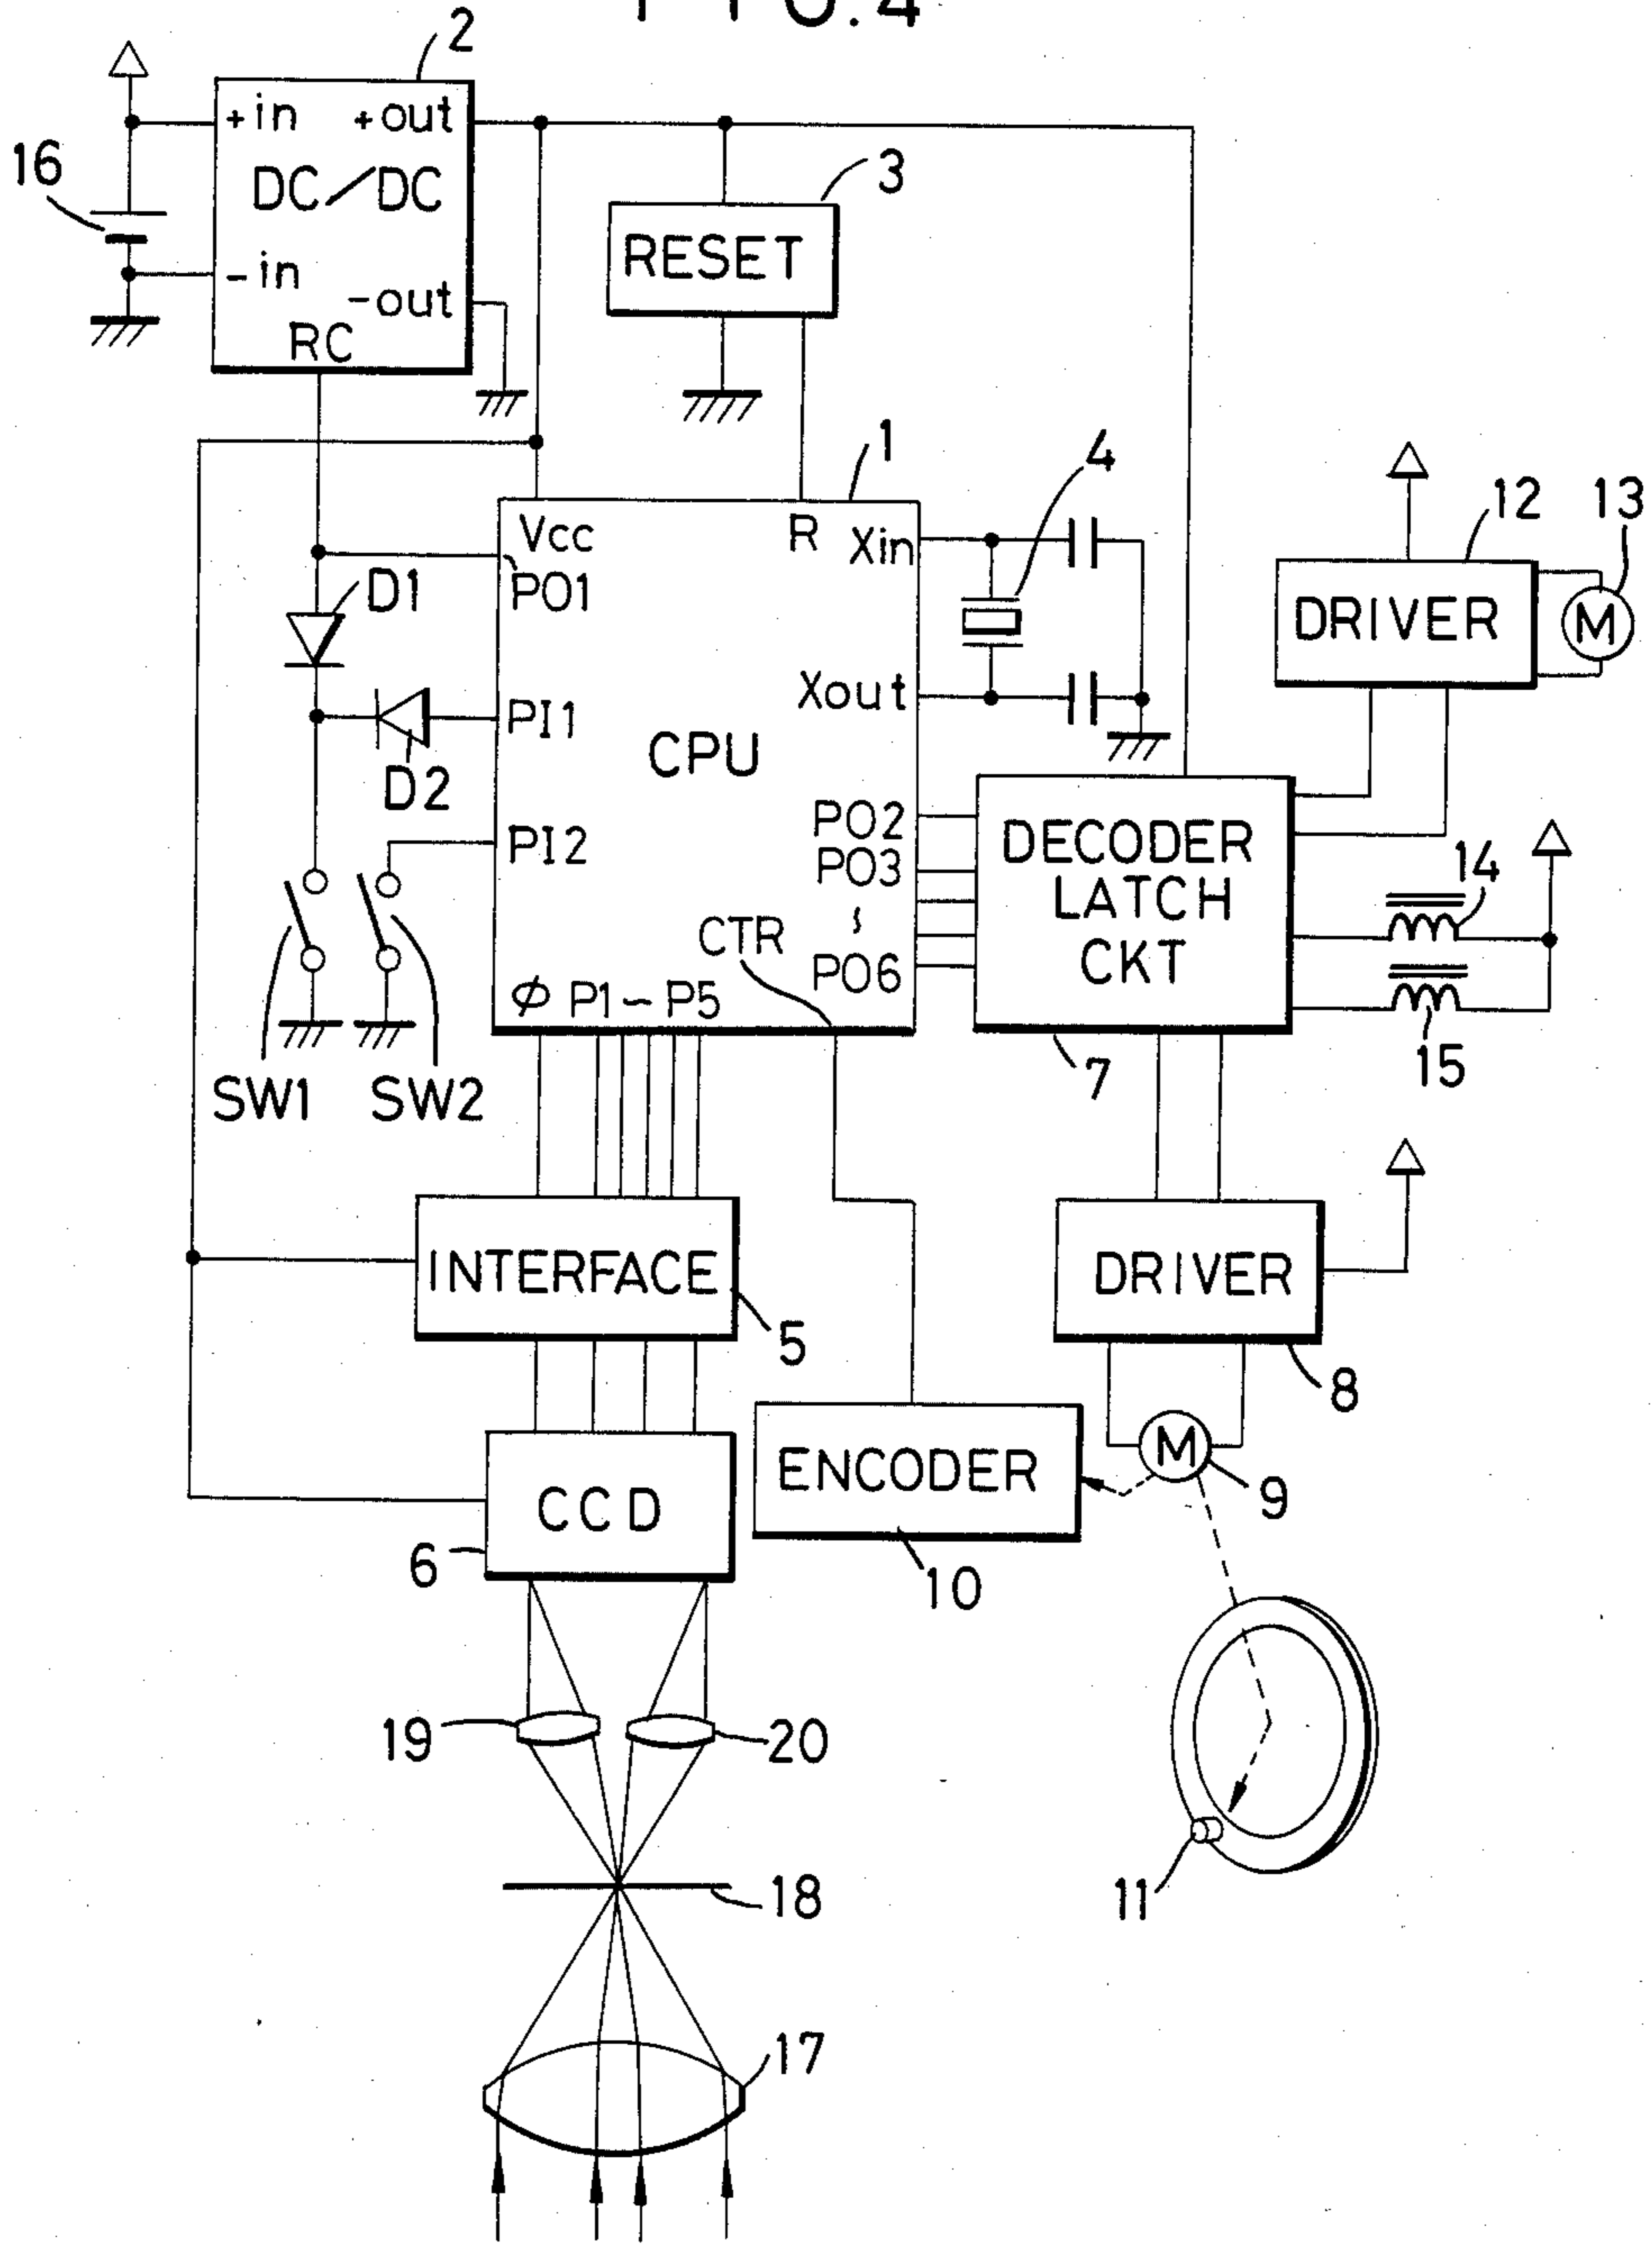 FIG.4
2
+in +out
16
DC/DC
3
RESET
-in
-out
RC
1
4
12
13
Vcc
R
Xin
PO1
D1
DRIVER
M
PI1
Xout
CPU
D2
PO2
PI2
DECODER
PO3
14
LATCH
~
CTR
CKT
PO6
φ P1~P5
15
7
SW1
SW2
INTERFACE
DRIVER
5
8
M
ENCODER
9
CCD
6
10
19
20
18
11
17